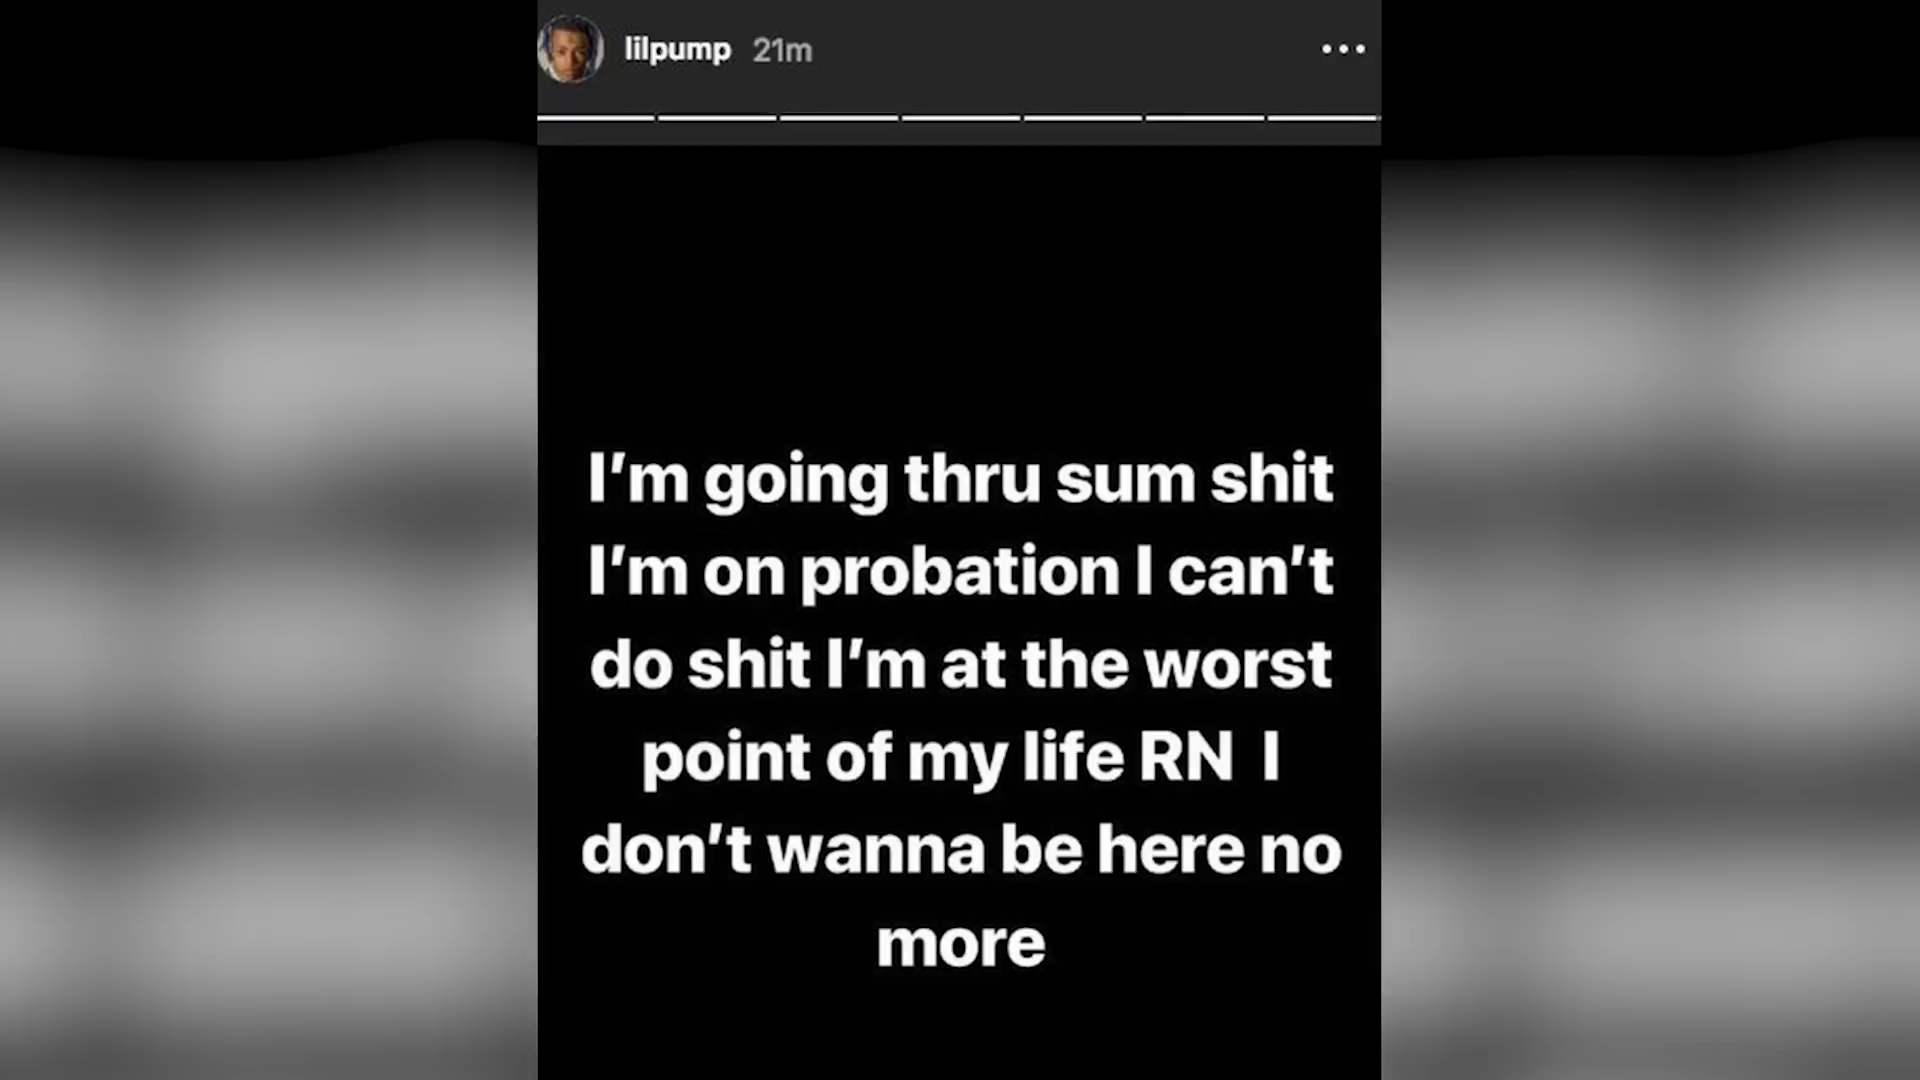 lilpump 21m
I'm going thru sum shit
I'm on probation I can't
do shit I'm at the worst
point of my life RN I
don't wanna be here no
more